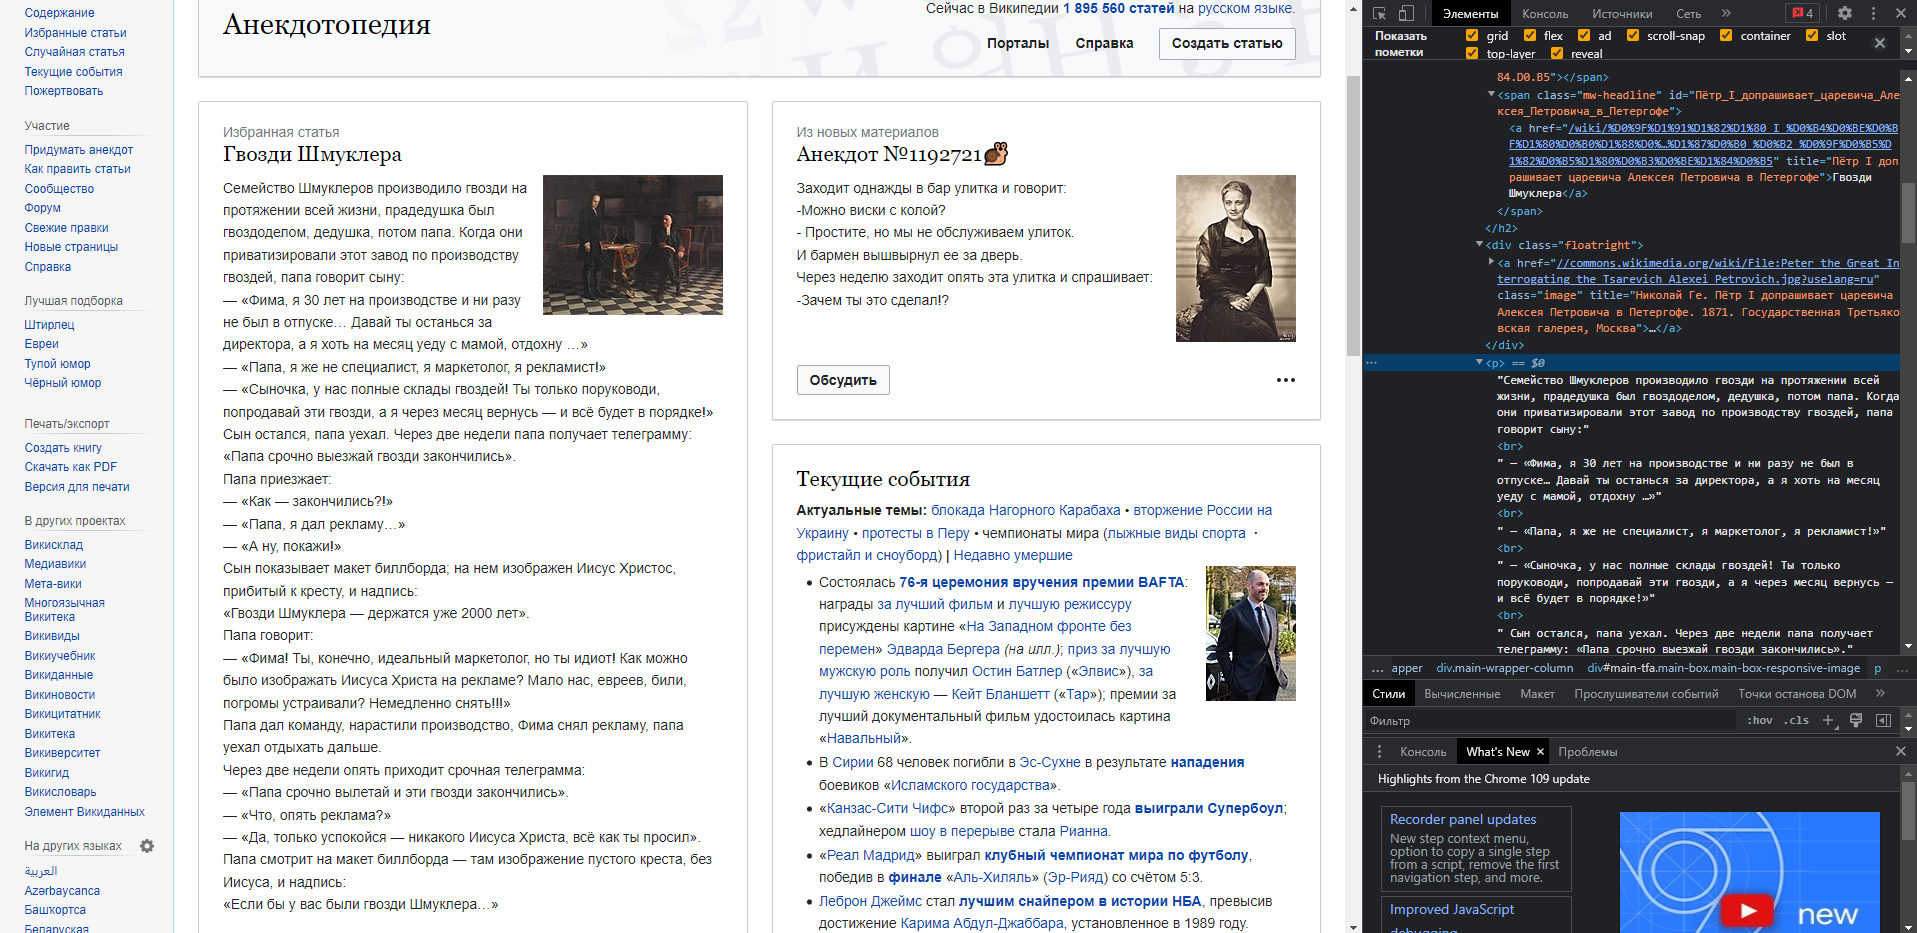 Содержание
Избранные статьи
Случайная статья
Текущие события
Пожертвовать
Участие
Придумать анекдот
Как править статьи
Сообщество
Форум
Свежие правки
Новые страницы
Справка
Лучшая подборка
Штирлец
Евреи
Тупой юмор
Чёрный юмор
Печать/экспорт
Создать книгу
Скачать как PDF
Версия для печати
В других проектах
Викисклад
Медиавики
Мета-вики
Многоязычная
Викитека
Викивиды
Викиучебник
Викиданные
Викиновости
Викицитатник
Викитека
Викиверситет
Викигид
Викисловарь
Элемент Викиданных
На других языках
العربية
Azərbaycanca
Башҡортса
Беларуская
Анекдотопедия
Сейчас в Википедии 1 895 560 статей на русском языке.
Порталы Справка Создать статью
Избранная статья
Гвозди Шмуклера
Семейство Шмуклеров производило гвозди на
протяжении всей жизни, прадедушка был
гвозделелом, дедушка, потом папа. Когда они
приватизировали этот завод по производству
гвоздей, папа говорит сыну:
— «Фима, я 30 лет на производстве и ни разу
не был в отпуске… Давай ты останься за
директора, а я хоть на месяц уеду с мамой, отдохну …»
— «Папа, я же не специалист, я маркетолог, я рекламист!»
— «Сыночка, у нас полные склады гвоздей! Ты только поруководи,
попродавай эти гвозди, а я через месяц вернусь — и всё будет в порядке!»
Сын остался, папа уехал. Через две недели папа получает телеграмму:
«Папа срочно выезжай гвозди закончились».
Папа приезжает:
— «Как — закончились?!»
— «Папа, я дал рекламу…»
— «А ну, покажи!»
Сын показывает макет биллборда; на нем изображен Иисус Христос,
прибитый к кресту, и надпись:
«Гвозди Шмуклера — держатся уже 2000 лет».
Папа говорит:
— «Фима! Ты, конечно, идеальный маркетолог, но ты идиот! Как можно
было изображать Иисуса Христа на рекламе? Мало нас, евреев, били,
погромы устраивали? Немедленно снять!!!»
Папа дал команду, нарастили производство, Фима снял рекламу, папа
уехал отдыхать дальше.
Через две недели опять приходит срочная телеграмма:
— «Папа срочно вылетай и эти гвозди закончились».
— «Что, опять реклама?»
— «Да, только успокойся — никакого Иисуса Христа, всё как ты просил».
Папа смотрит на макет биллборда — там изображение пустого креста, без
Иисуса, и надпись:
«Если бы у вас были гвозди Шмуклера…»
Из новых материалов
Анекдот №1192721
Заходит однажды в бар улитка и говорит:
-Можно виски с колой?
- Простите, но мы не обслуживаем улиток.
И бармен вышвырнул ее за дверь.
Через неделю заходит опять эта улитка и спрашивает:
-Зачем ты это сделал!?
Обсудить
Текущие события
Актуальные темы: блокада Нагорного Карабаха • вторжение России на
Украину • протесты в Перу • чемпионаты мира (лыжные виды спорта ·
фристайл и сноуборд) | Недавно умершие
• Состоялась 76-я церемония вручения премии BAFTA:
награды за лучший фильм и лучшую режиссуру
присуждены картине «На Западном фронте без
перемен» Эдварда Бергера (на илл.); приз за лучшую
мужскую роль получил Остин Батлер («Элвис»), за
лучшую женскую — Кейт Бланшетт («Тар»); премии за
лучший документальный фильм удостоилась картина
«Навальный».
• В Сирии 68 человек погибли в Эс-Сухне в результате нападения
боевиков «Исламского государства».
• «Канзас-Сити Чифс» второй раз за четыре года выиграли Супербоул;
хедлайнером шоу в перерыве стала Рианна.
• «Реал Мадрид» выиграл клубный чемпионат мира по футболу,
победив в финале «Аль-Хиляль» (Эр-Рияд) со счётом 5:3.
• Леброн Джеймс стал лучшим снайпером в истории НБА, превысив
достижение Карима Абдул-Джаббара, установленное в 1989 году.
Элементы Консоль Источники Сеть » 4
Показать
пометки
grid flex ad scroll-snap container slot
top-layer reveal
84.D0.B5"></span>
<span class="mw-headline" id="Пётр_I_допрашивает_царевича_Але
ксея_Петровича_в_Петергофе">
<a href="/wiki/%D0%9F%D1%91%D1%82%D1%80 I %D0%B4%D0%BE%D0%B
F%D1%80%D0%B0%D1%88%D0%…%D1%87%D0%B0 %D0%B2 %D0%9F%D0%B5%D
1%82%D0%B5%D1%80%D0%B3%D0%BE%D1%84%D0%B5" title="Пётр I доп
рашивает царевича Алексея Петровича в Петергофе">Гвозди
Шмуклера</a>
</span>
</h2>
<div class="floatright">
<a href="//commons.wikimedia.org/wiki/File:Peter the Great In
terrogating the Tsarevich Alexei Petrovich.jpg?uselang=ru"
class="image" title="Николай Ге. Пётр I допрашивает царевича
Алексея Петровича в Петергофе. 1871. Государственная Третьяко
вская галерея, Москва">…</a>
</div>
<p> == $0
"Семейство Шмуклеров производило гвозди на протяжении всей
жизни, прадедушка был гвоздоделом, дедушка, потом папа. Когда
они приватизировали этот завод по производству гвоздей, папа
говорит сыну:"
<br>
" — «Фима, я 30 лет на производстве и ни разу не был в
отпуске… Давай ты останься за директора, а я хоть на месяц
уеду с мамой, отдохну …»"
<br>
" — «Папа, я же не специалист, я маркетолог, я рекламист!»"
<br>
" — «Сыночка, у нас полные склады гвоздей! Ты только
поруководи, попродавай эти гвозди, а я через месяц вернусь —
и всё будет в порядке!»"
<br>
" Сын остался, папа уехал. Через две недели папа получает
телеграмму: «Папа срочно выезжай гвозди закончились»."
... apper div.main-wrapper-column div#main-tfa.main-box.main-box-responsive-image p ...
Стили Вычисленные Макет Прослушиватели событий Точки останова DOM »
Фильтр :hov .cls +
Консоль What's New × Проблемы
Highlights from the Chrome 109 update
Recorder panel updates
New step context menu,
option to copy a single step
from a script, remove the first
navigation step, and more.
Improved JavaScript
debugging
new